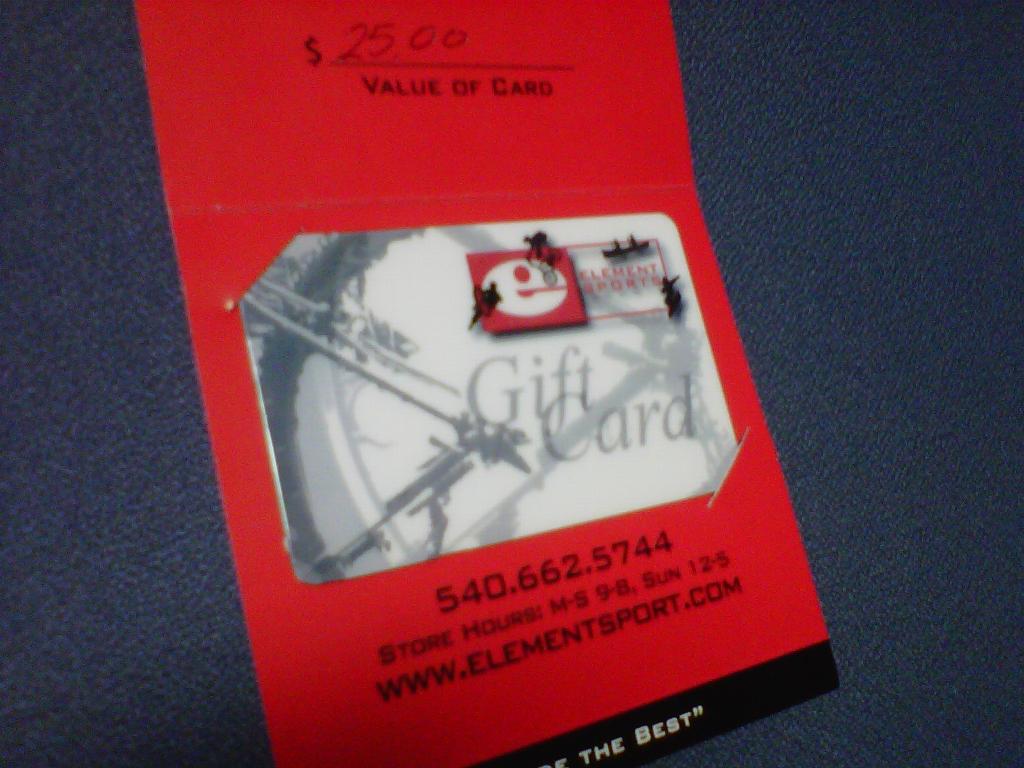 $ 25.00
VALUE OF CARD
e
ELEMENT
SPORTS
Gift
Card
540.662.5744
STORE HOURS: M-S 9-8, SUN 12-5
WWW.ELEMENTSPORT.COM
THE BEST"